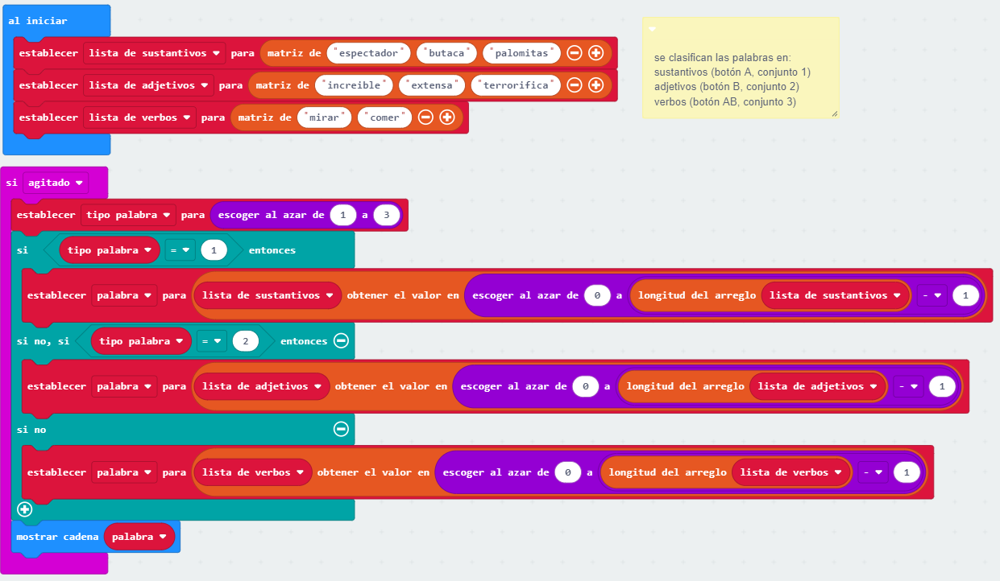 al iniciar
establecer lista de sustantivos para matriz de "espectador" "butaca" "palomitas"
establecer lista de adjetivos para matriz de "increible" "extensa" "terrorifica"
establecer lista de verbos para matriz de "mirar" "comer"
se clasifican las palabras en:
sustantivos (botón A, conjunto 1)
adjetivos (botón B, conjunto 2)
verbos (botón AB, conjunto 3)
si agitado
establecer tipo palabra para escoger al azar de 1 a 3
si tipo palabra = 1 entonces
establecer palabra para lista de sustantivos obtener el valor en escoger al azar de 0 a longitud del arreglo lista de sustantivos - 1
si no, si tipo palabra = 2 entonces
establecer palabra para lista de adjetivos obtener el valor en escoger al azar de 0 a longitud del arreglo lista de adjetivos - 1
si no
establecer palabra para lista de verbos obtener el valor en escoger al azar de 0 a longitud del arreglo lista de verbos - 1
mostrar cadena palabra